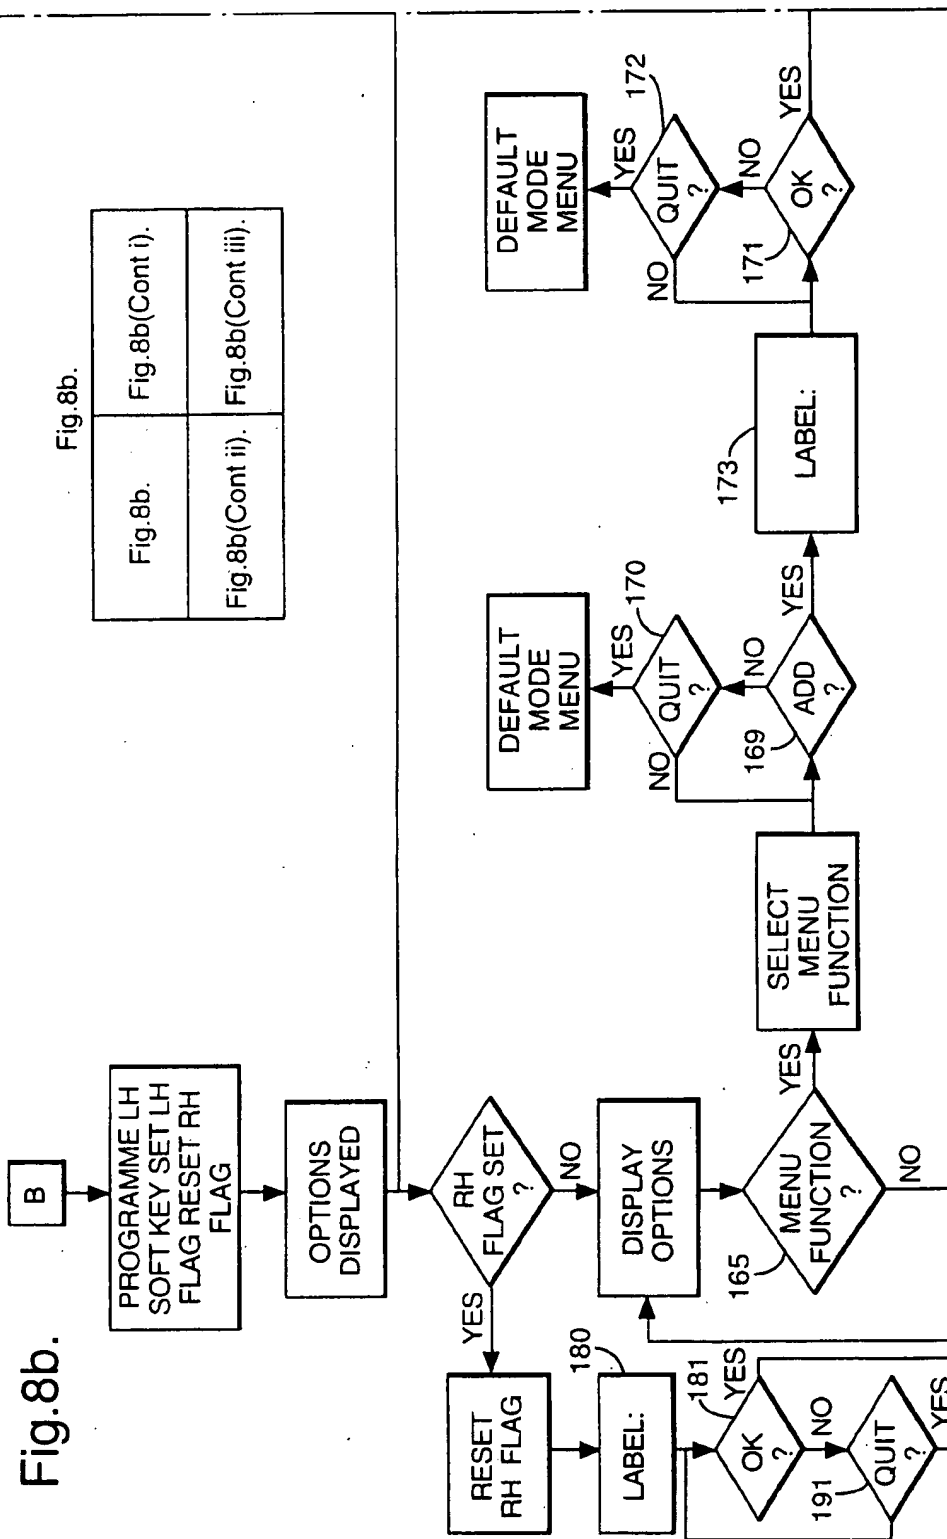 Fig.8b.
B
PROGRAMME LH
SOFT KEY SET LH
FLAG RESET RH
FLAG
OPTIONS
DISPLAYED
RH
FLAG SET
?
YES
NO
RESET
RH FLAG
180
LABEL:
181
OK
?
YES
NO
191
QUIT
?
YES
DISPLAY
OPTIONS
165
MENU
FUNCTION
?
YES
NO
SELECT
MENU
FUNCTION
169
ADD
?
YES
NO
170
QUIT
?
YES
NO
DEFAULT
MODE
MENU
173
LABEL:
171
OK
?
YES
NO
172
QUIT
?
YES
NO
DEFAULT
MODE
MENU
Fig.8b.
Fig.8b.
Fig.8b(Cont i).
Fig.8b(Cont ii).
Fig.8b(Cont iii).